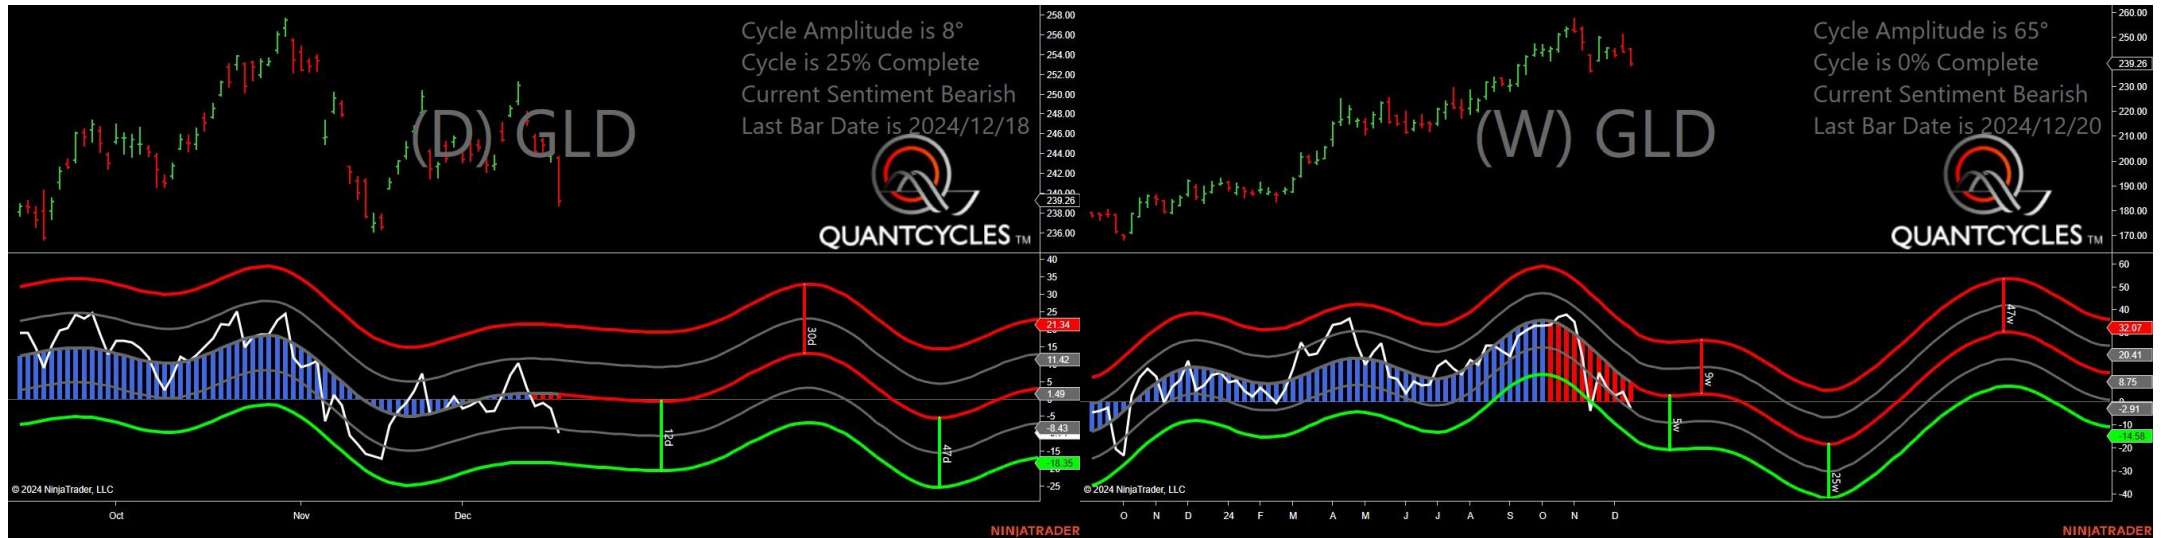 Cycle Amplitude is 8°
Cycle is 25% Complete
Current Sentiment Bearish
Last Bar Date is 2024/12/18
(D) GLD
QUANTCYCLES TM
258.00
256.00
254.00
252.00
250.00
248.00
246.00
244.00
242.00
240.00
239.26
238.00
236.00
40
35
30
25
21.34
15
11.42
5
1.49
-5
-8.43
-15
-18.35
-25
30d
12d
47d
© 2024 NinjaTrader, LLC
Oct
Nov
Dec
NINJATRADER
Cycle Amplitude is 65°
Cycle is 0% Complete
Current Sentiment Bearish
Last Bar Date is 2024/12/20
(W) GLD
QUANTCYCLES TM
260.00
250.00
239.26
230.00
220.00
210.00
200.00
190.00
180.00
170.00
60
50
40
32.07
20.41
8.75
-2.91
-10
-14.58
-20
-30
-40
9w
5w
25w
47w
© 2024 NinjaTrader, LLC
O N D 24 F M A M J J A S O N D
NINJATRADER